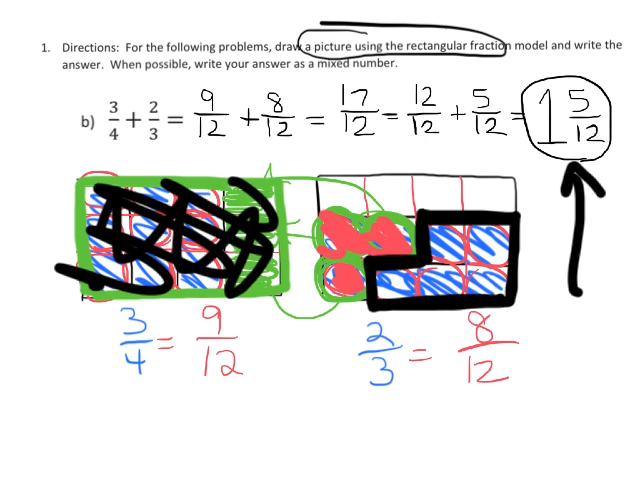 1. Directions: For the following problems, draw a picture using the rectangular fraction model and write the
answer. When possible, write your answer as a mixed number.
b) 3/4 + 2/3 = 9/12 + 8/12 = 17/12 = 12/12 + 5/12 = 1 5/12
3/4 = 9/12
2/3 = 8/12